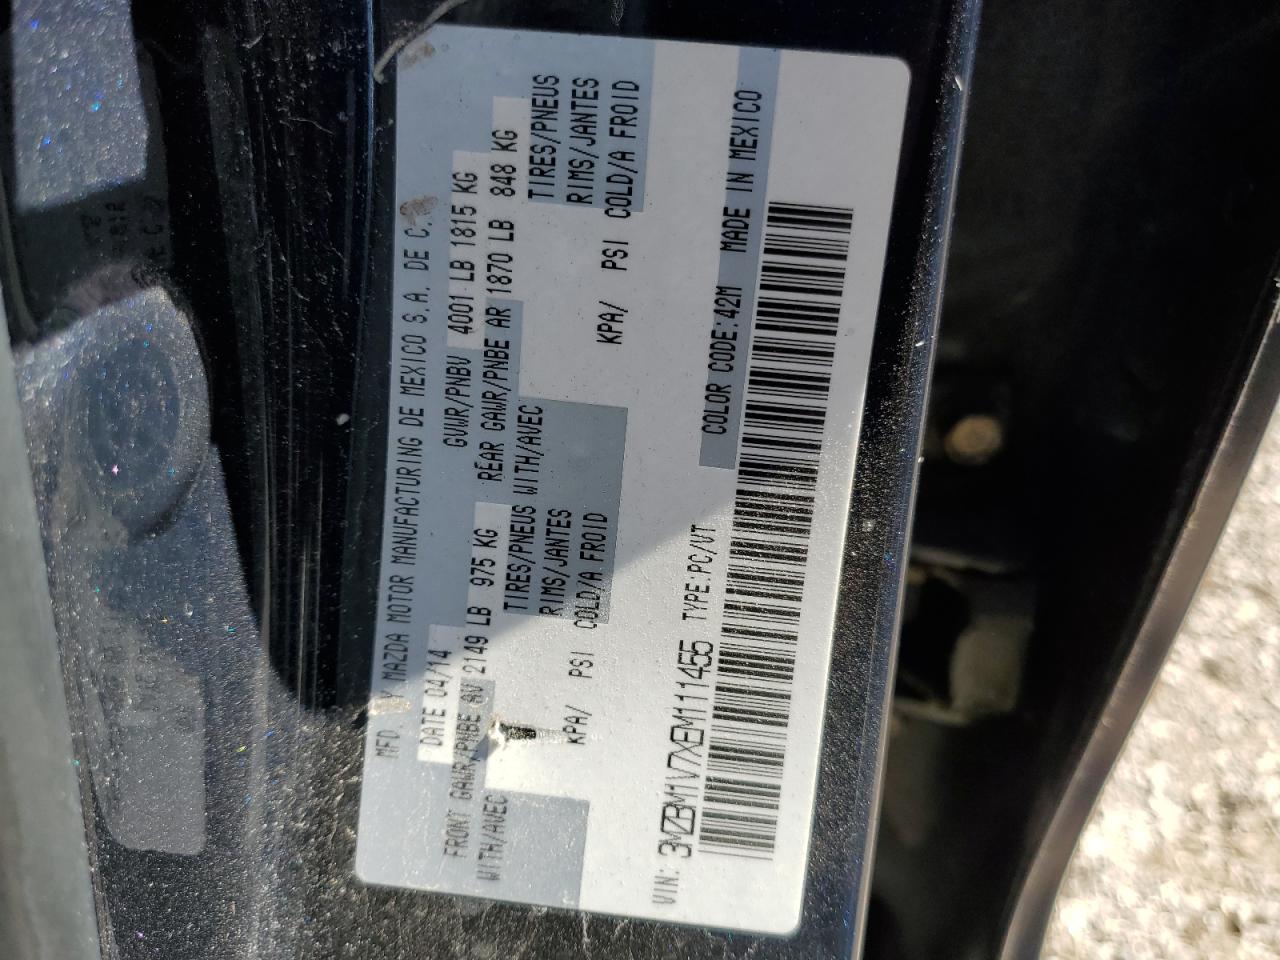 MFD. Y MAZDA MOTOR MANUFACTURING DE MEXICO S.A. DE C.
DATE 04/14 GVWR/PNBV 4001 LB 1815 KG
FRONT GAWR/PNBE AV 2149 LB 975 KG REAR GAWR/PNBE AR 1870 LB 848 KG
WITH/AVEC TIRES/PNEUS WITH/AVEC TIRES/PNEUS
RIMS/JANTES RIMS/JANTES
KPA/ PSI COLD/A FROID KPA/ PSI COLD/A FROID
VIN: 3MZBM1V7XEM111455 TYPE:PC/VT COLOR CODE:42M MADE IN MEXICO